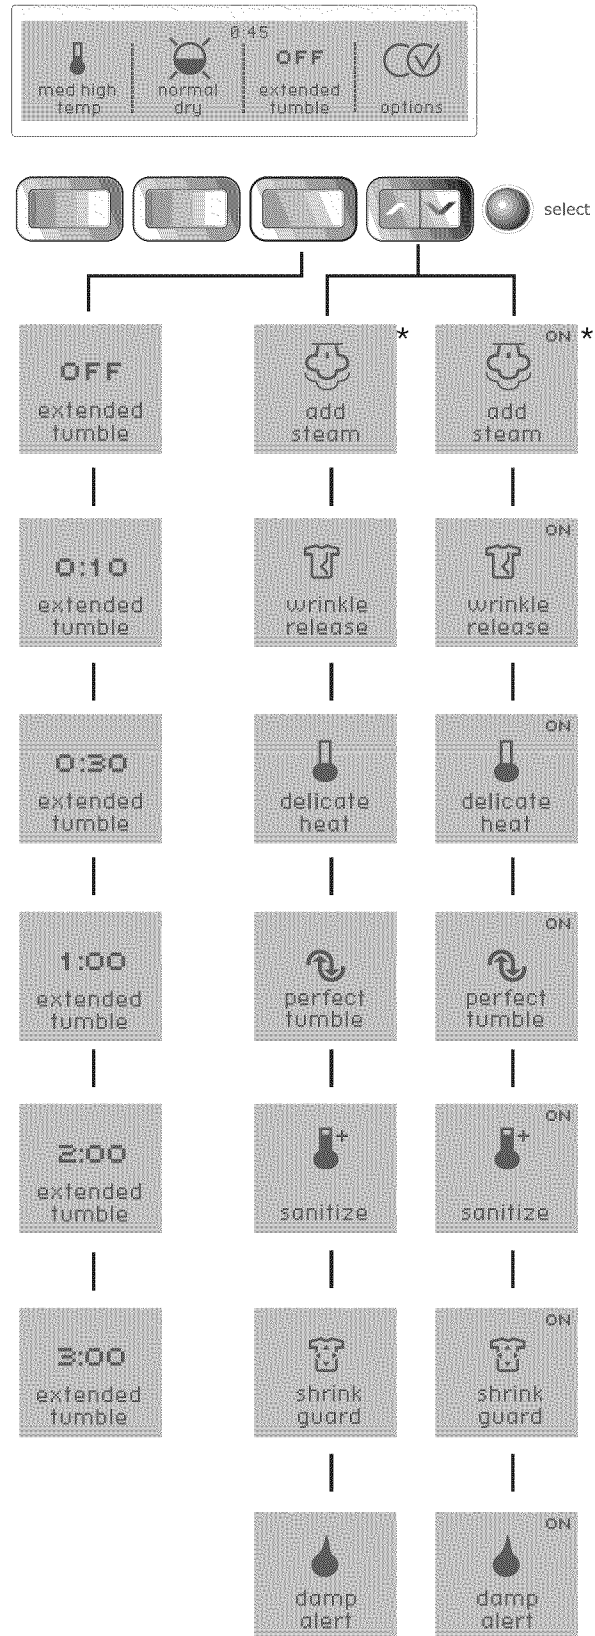 0:45
med high
temp
normal
dry
OFF
extended
tumble
options
select
OFF
extended
tumble
*
add
steam
ON *
add
steam
0:10
extended
tumble
wrinkle
release
ON
wrinkle
release
0:30
extended
tumble
delicate
heat
ON
delicate
heat
1:00
extended
tumble
perfect
tumble
ON
perfect
tumble
2:00
extended
tumble
+
sanitize
ON
+
sanitize
3:00
extended
tumble
shrink
guard
ON
shrink
guard
damp
alert
ON
damp
alert